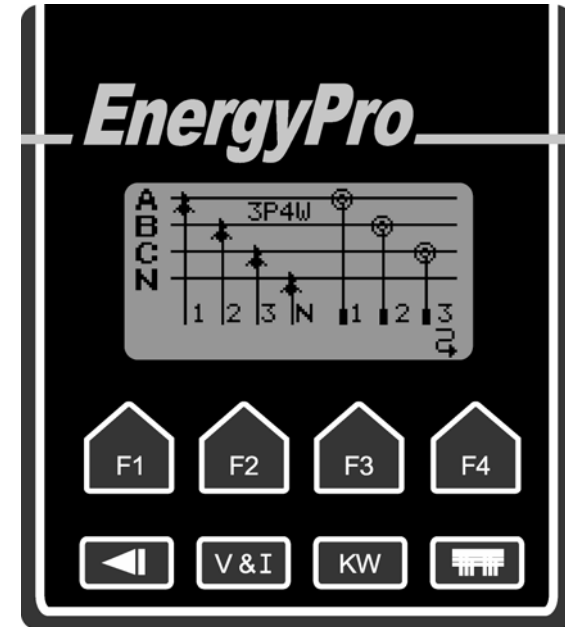 EnergyPro
A
3P4W
B
C
N
1 2 3 N 1 2 3
F1 F2 F3 F4
V & I KW